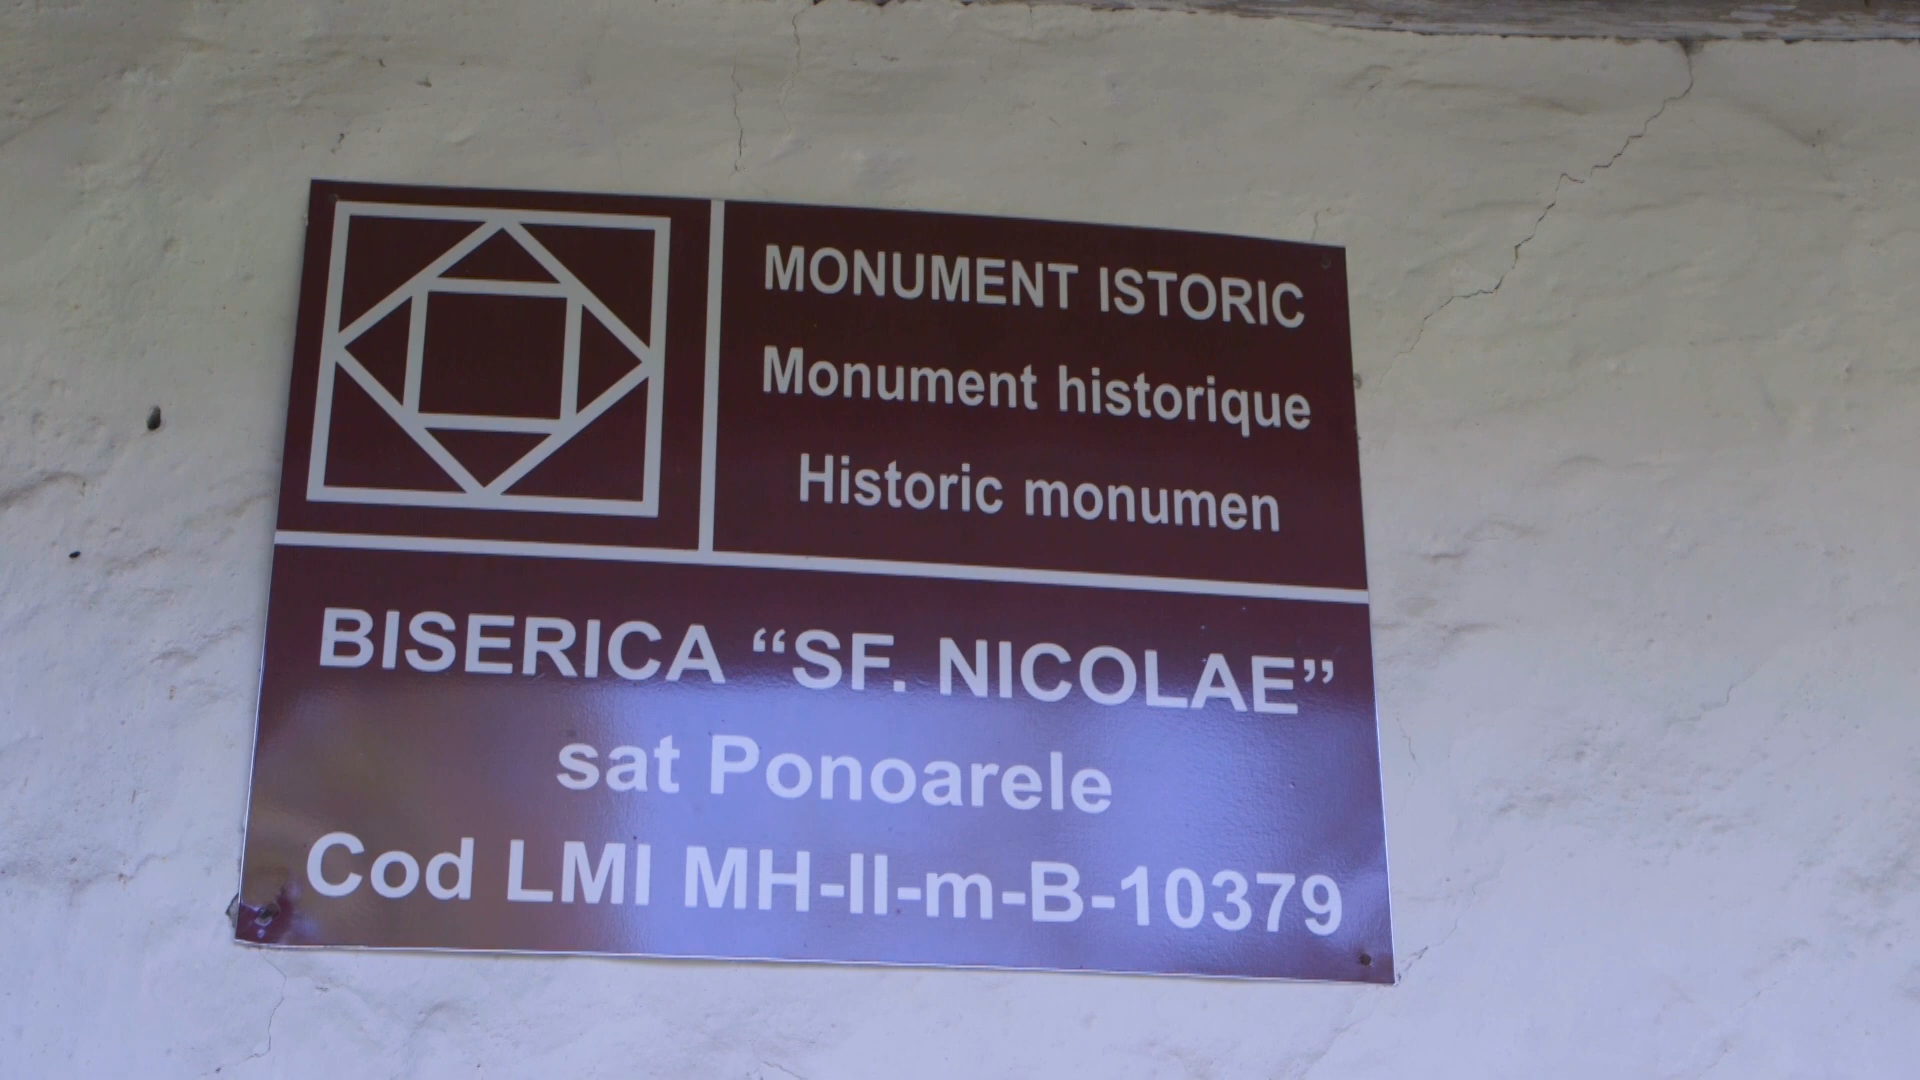 MONUMENT ISTORIC
Monument historique
Historic monumen
BISERICA “SF. NICOLAE”
sat Ponoarele
Cod LMI MH-II-m-B-10379